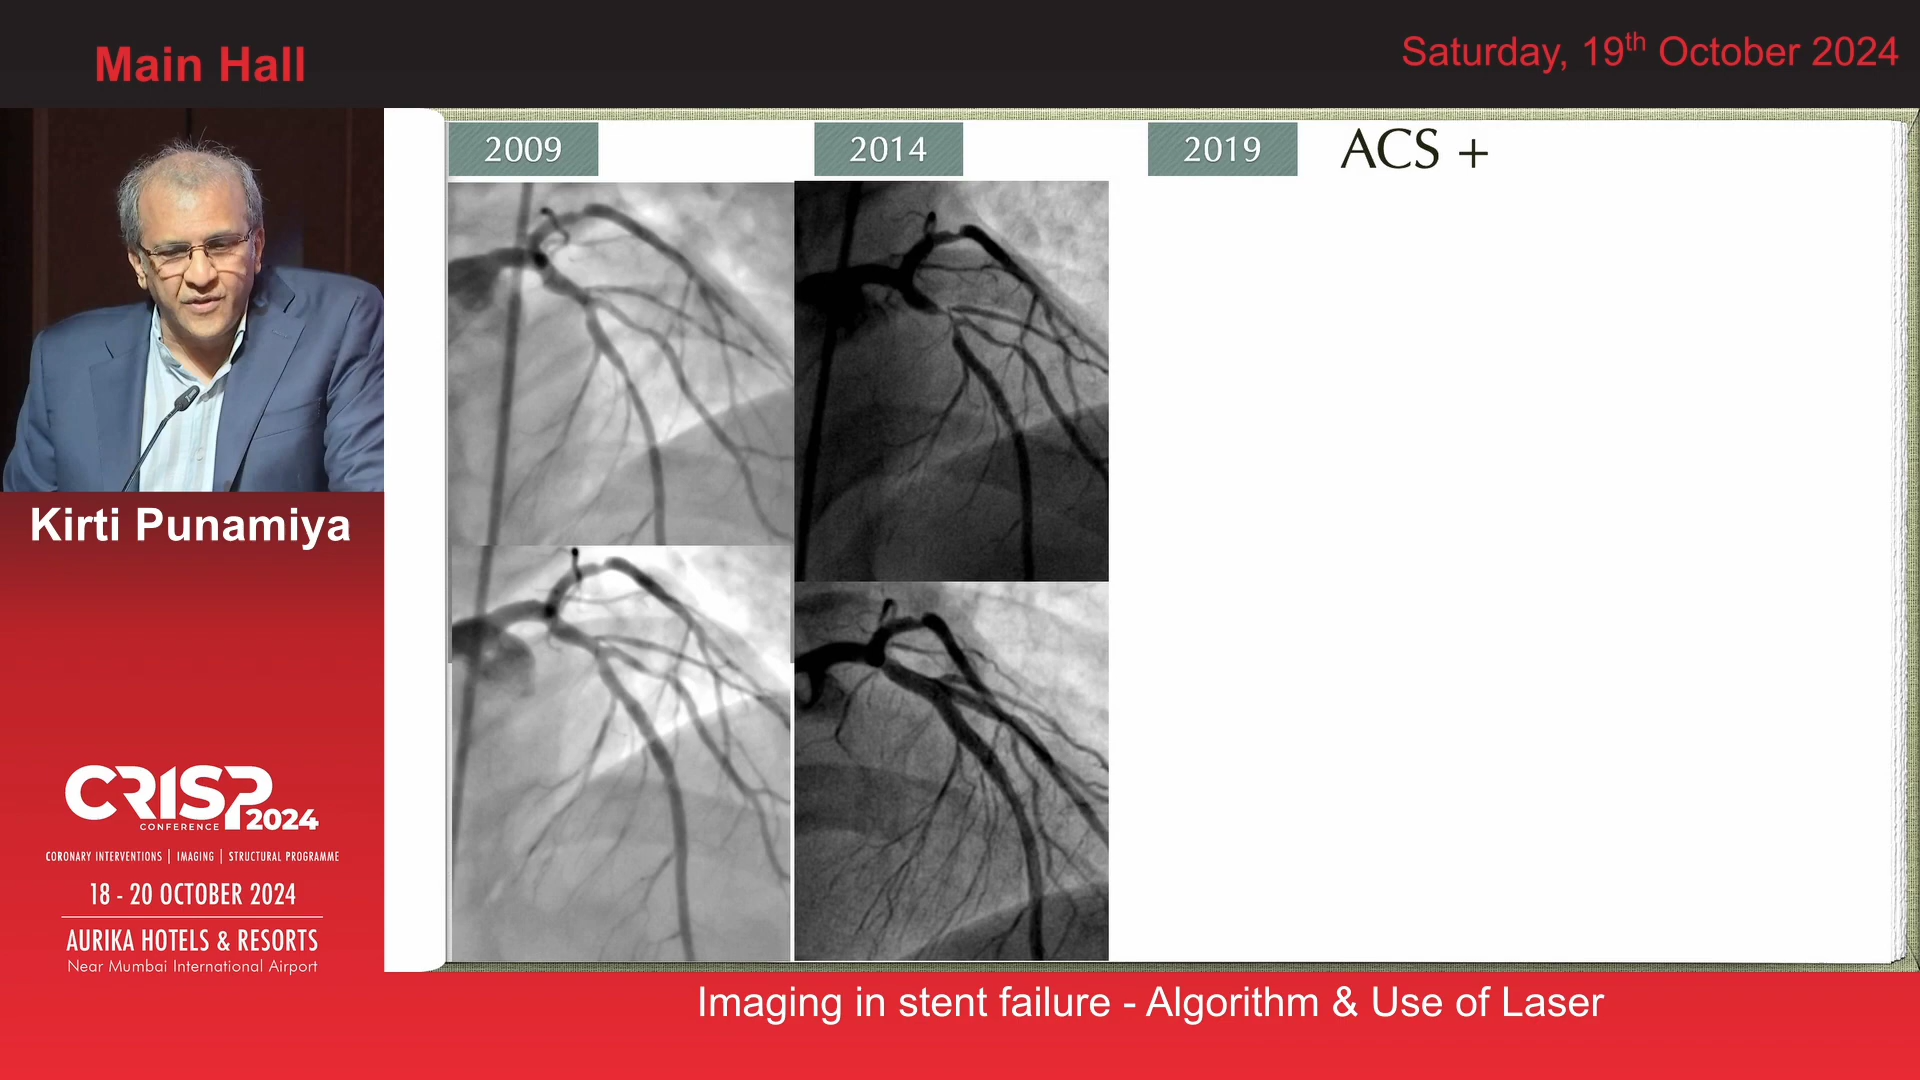 Main Hall
Saturday, 19th October 2024
2009
2014
2019
ACS +
Kirti Punamiya
CRISP
CONFERENCE 2024
CORONARY INTERVENTIONS | IMAGING | STRUCTURAL PROGRAMME
18 - 20 OCTOBER 2024
AURIKA HOTELS & RESORTS
Near Mumbai International Airport
Imaging in stent failure - Algorithm & Use of Laser